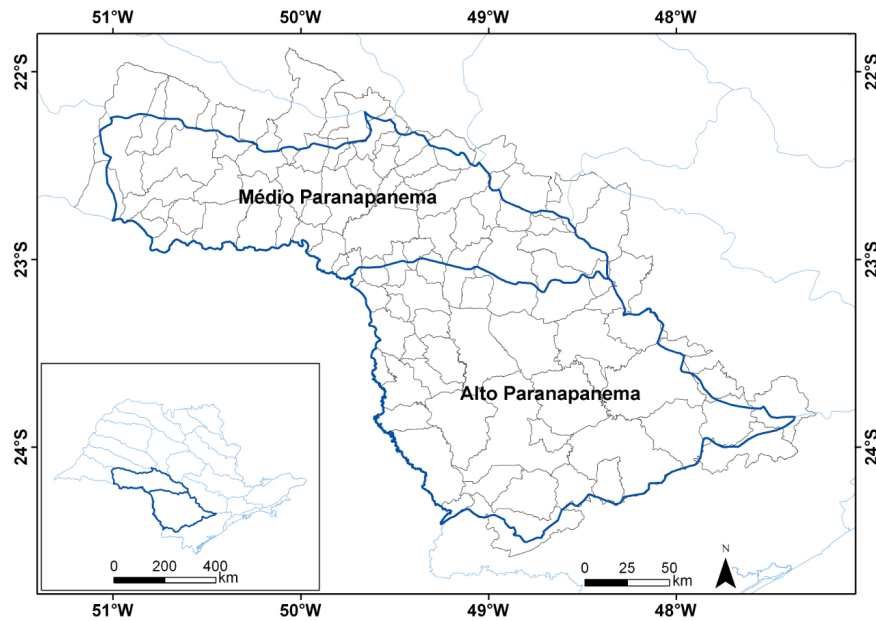 51°W 50°W 49°W 48°W
22°S 22°S
Médio Paranapanema
23°S 23°S
Alto Paranapanema
24°S 24°S
N
0 200 400
km
0 25 50
km
51°W 50°W 49°W 48°W